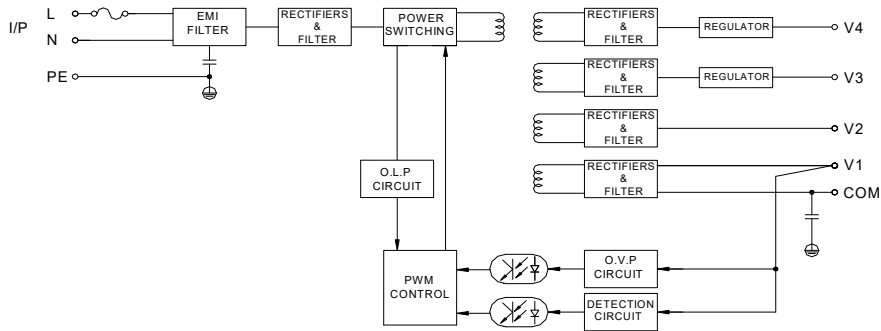 I/P
L
N
PE
EMI
FILTER
RECTIFIERS
&
FILTER
POWER
SWITCHING
RECTIFIERS
&
FILTER
REGULATOR
V4
RECTIFIERS
&
FILTER
REGULATOR
V3
RECTIFIERS
&
FILTER
V2
RECTIFIERS
&
FILTER
V1
COM
O.L.P
CIRCUIT
PWM
CONTROL
O.V.P
CIRCUIT
DETECTION
CIRCUIT